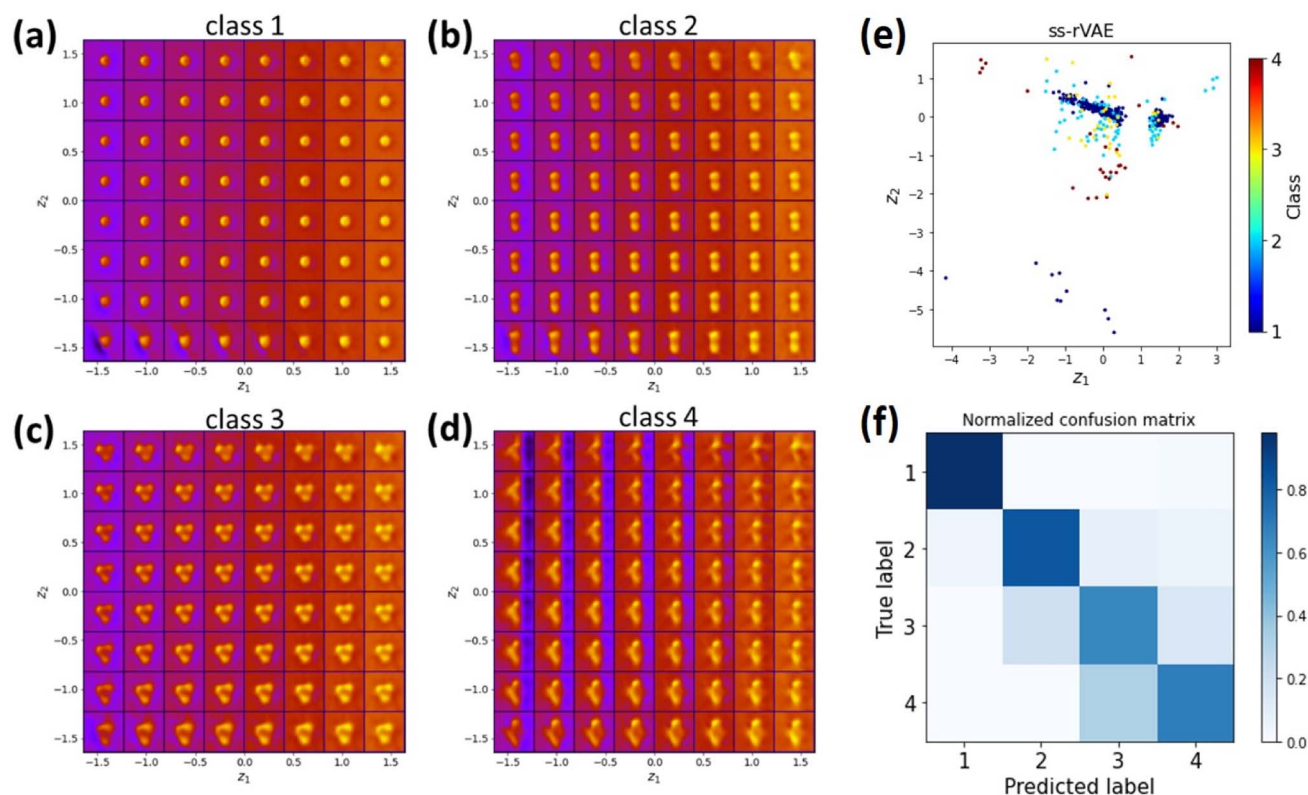 (a)
class 1
z₂
1.5
1.0
0.5
0.0
−0.5
−1.0
−1.5
−1.5 −1.0 −0.5 0.0 0.5 1.0 1.5
z₁
(b)
class 2
z₂
1.5
1.0
0.5
0.0
−0.5
−1.0
−1.5
−1.5 −1.0 −0.5 0.0 0.5 1.0 1.5
z₁
(e)
ss-rVAE
z₂
1
0
−1
−2
−3
−4
−5
−4 −3 −2 −1 0 1 2 3
z₁
4
3
2
1
Class
(c)
class 3
z₂
1.5
1.0
0.5
0.0
−0.5
−1.0
−1.5
−1.5 −1.0 −0.5 0.0 0.5 1.0 1.5
z₁
(d)
class 4
z₂
1.5
1.0
0.5
0.0
−0.5
−1.0
−1.5
−1.5 −1.0 −0.5 0.0 0.5 1.0 1.5
z₁
(f)
Normalized confusion matrix
True label
1
2
3
4
1 2 3 4
Predicted label
0.8
0.6
0.4
0.2
0.0